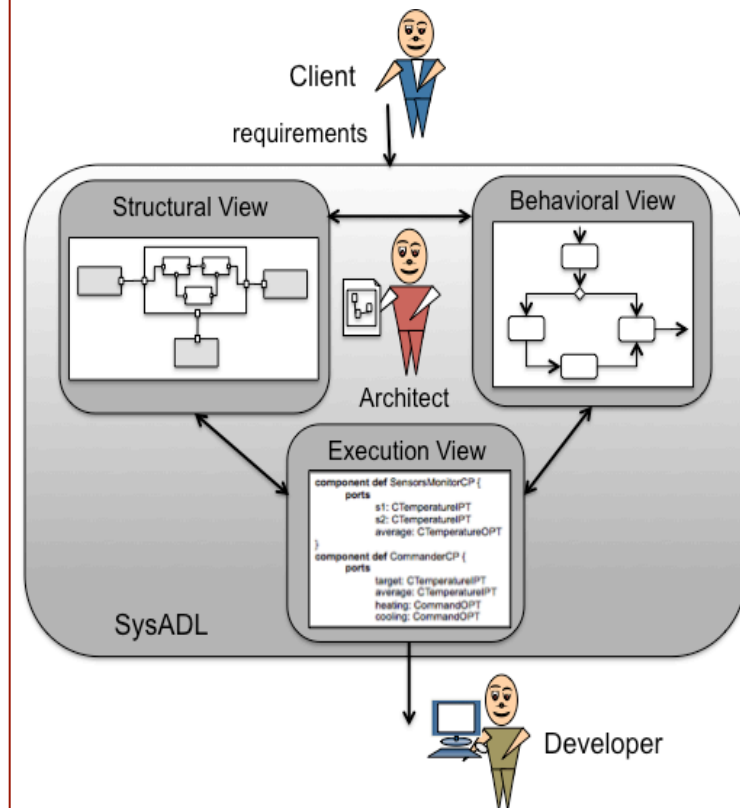 Client
requirements
Structural View
Behavioral View
Architect
Execution View
component def SensorsMonitorCP {
ports
s1: CTemperatureIPT
s2: CTemperatureIPT
average: CTemperatureOPT
}
component def CommanderCP {
ports
target: CTemperatureIPT
average: CTemperatureIPT
heating: CommandOPT
cooling: CommandOPT
SysADL
Developer